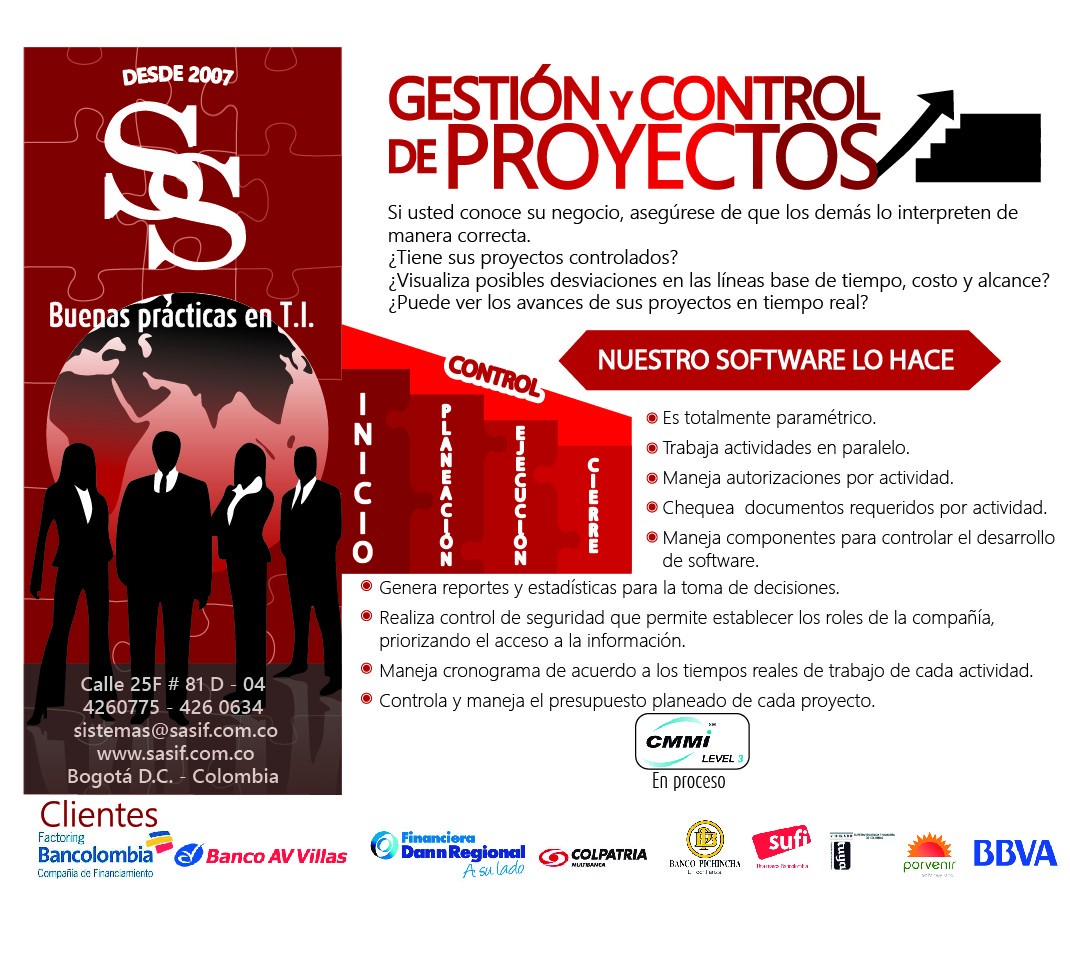 DESDE 2007
SS
Buenas prácticas en T.I.
GESTIÓN Y CONTROL
DE PROYECTOS
Si usted conoce su negocio, asegúrese de que los demás lo interpreten de
manera correcta.
¿Tiene sus proyectos controlados?
¿Visualiza posibles desviaciones en las líneas base de tiempo, costo y alcance?
¿Puede ver los avances de sus proyectos en tiempo real?
NUESTRO SOFTWARE LO HACE
CONTROL
INICIO
PLANEACIÓN
EJECUCIÓN
CIERRE
Es totalmente paramétrico.
Trabaja actividades en paralelo.
Maneja autorizaciones por actividad.
Chequea documentos requeridos por actividad.
Maneja componentes para controlar el desarrollo
de software.
Genera reportes y estadísticas para la toma de decisiones.
Realiza control de seguridad que permite establecer los roles de la compañía,
priorizando el acceso a la información.
Maneja cronograma de acuerdo a los tiempos reales de trabajo de cada actividad.
Controla y maneja el presupuesto planeado de cada proyecto.
CMMi SM
LEVEL 3
En proceso
Calle 25F # 81 D - 04
4260775 - 426 0634
sistemas@sasif.com.co
www.sasif.com.co
Bogotá D.C. - Colombia
Clientes
Factoring
Bancolombia
Compañía de Financiamiento
Banco AV Villas
Financiera
DannRegional
A su lado
COLPATRIA
MULTIBANCA
BANCO PICHINCHA
sufi
porvenir
BBVA